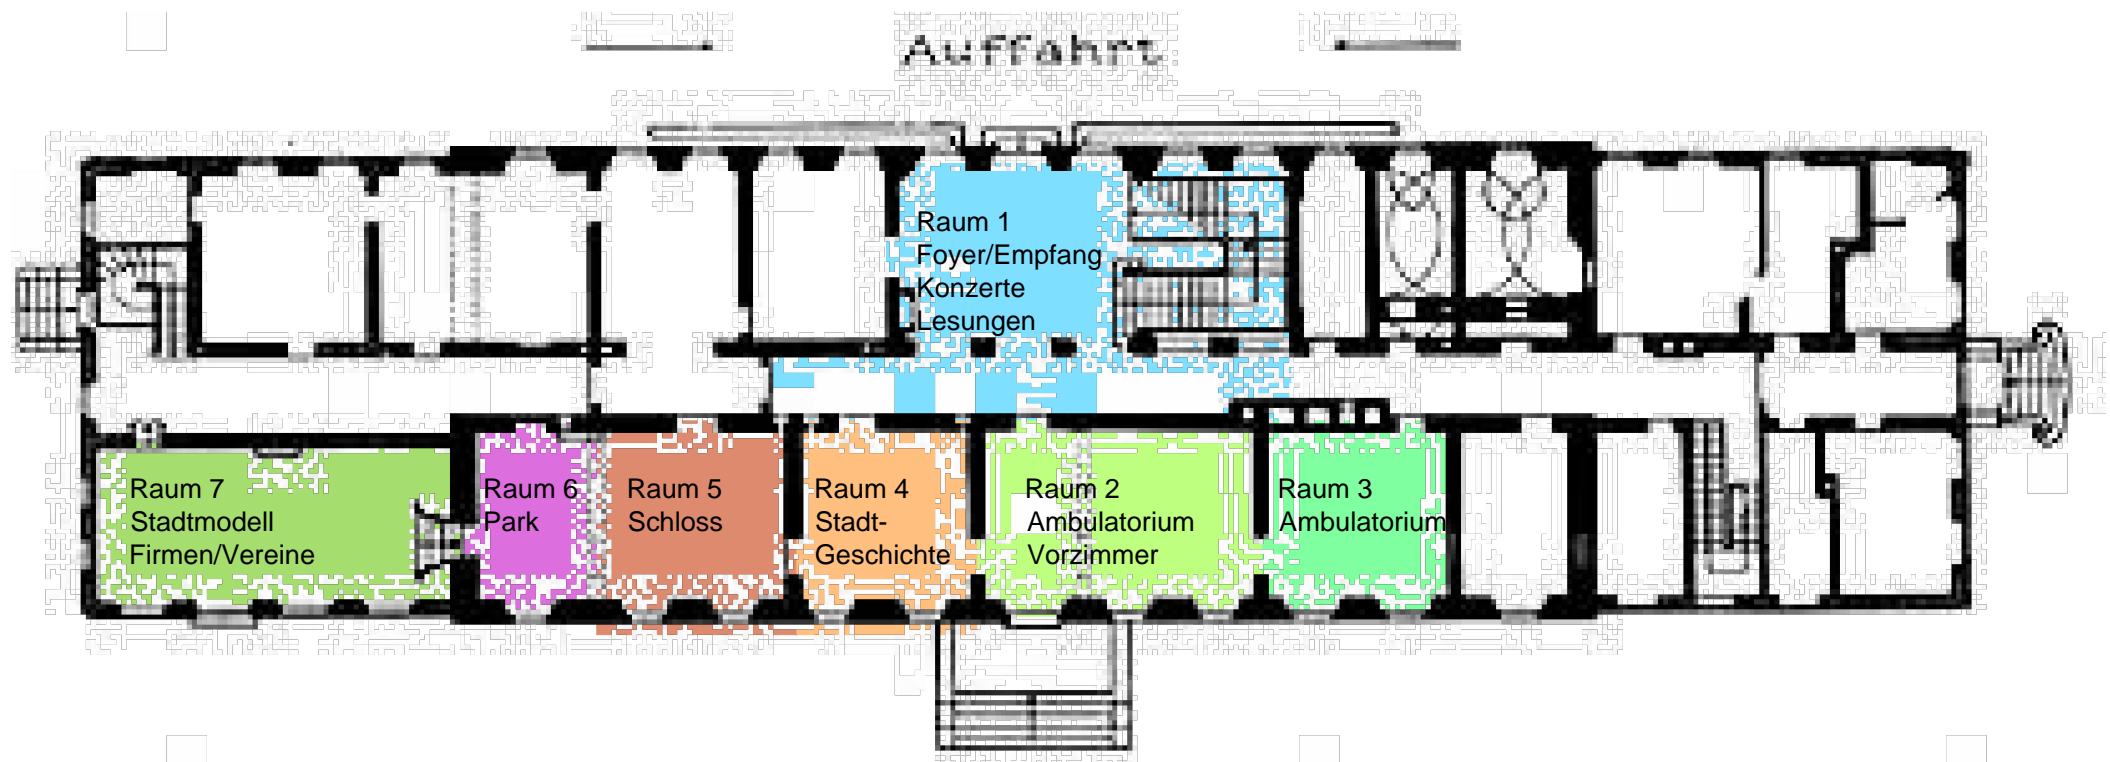 Auffahrt
Raum 1
Foyer/Empfang
Konzerte
Lesungen
Raum 7
Stadtmodell
Firmen/Vereine
Raum 6
Park
Raum 5
Schloss
Raum 4
Stadt-
Geschichte
Raum 2
Ambulatorium
Vorzimmer
Raum 3
Ambulatorium